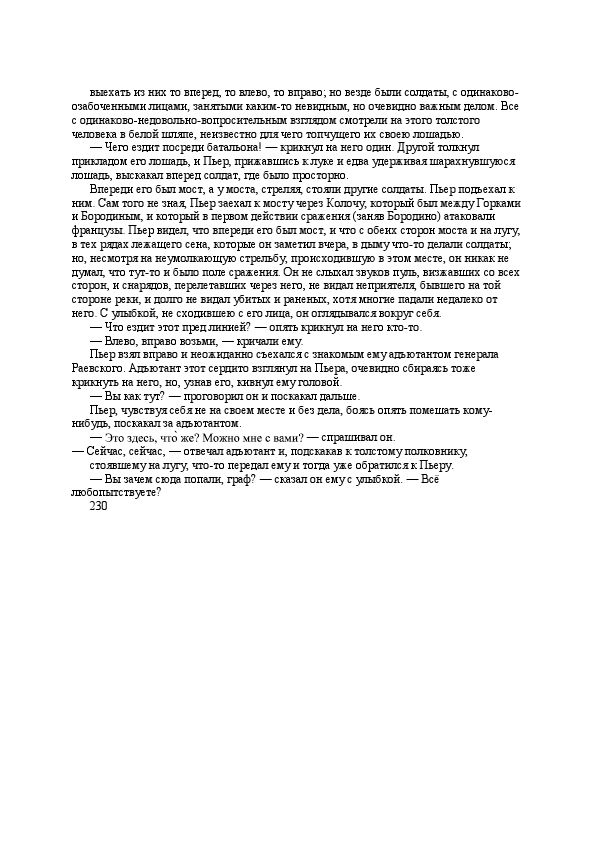 выехать из них то вперед, то влево, то вправо; но везде были солдаты, с одинаково-
озабоченными лицами, занятыми каким-то невидным, но очевидно важным делом. Все
с одинаково-недовольно-вопросительным взглядом смотрели на этого толстого
человека в белой шляпе, неизвестно для чего топчущего их своею лошадью.
— Чего ездит посреди батальона! — крикнул на него один. Другой толкнул
прикладом его лошадь, и Пьер, прижавшись к луке и едва удерживая шарахнувшуюся
лошадь, выскакал вперед солдат, где было просторно.
Впереди его был мост, а у моста, стреляя, стояли другие солдаты. Пьер подъехал к
ним. Сам того не зная, Пьер заехал к мосту через Колочу, который был между Горками
и Бородиным, и который в первом действии сражения (заняв Бородино) атаковали
французы. Пьер видел, что впереди его был мост, и что с обеих сторон моста и на лугу,
в тех рядах лежащего сена, которые он заметил вчера, в дыму что-то делали солдаты;
но, несмотря на неумолкающую стрельбу, происходившую в этом месте, он никак не
думал, что тут-то и было поле сражения. Он не слыхал звуков пуль, визжавших со всех
сторон, и снарядов, перелетавших через него, не видал неприятеля, бывшего на той
стороне реки, и долго не видал убитых и раненых, хотя многие падали недалеко от
него. С улыбкой, не сходившею с его лица, он оглядывался вокруг себя.
— Что ездит этот пред линией? — опять крикнул на него кто-то.
— Влево, вправо возьми, — кричали ему.
Пьер взял вправо и неожиданно съехался с знакомым ему адъютантом генерала
Раевского. Адъютант этот сердито взглянул на Пьера, очевидно сбираясь тоже
крикнуть на него, но, узнав его, кивнул ему головой.
— Вы как тут? — проговорил он и поскакал дальше.
Пьер, чувствуя себя не на своем месте и без дела, боясь опять помешать кому-
нибудь, поскакал за адъютантом.
— Это здесь, что̀ же? Можно мне с вами? — спрашивал он.
— Сейчас, сейчас, — отвечал адъютант и, подскакав к толстому полковнику,
стоявшему на лугу, что-то передал ему и тогда уже обратился к Пьеру.
— Вы зачем сюда попали, граф? — сказал он ему с улыбкой. — Всё
любопытствуете?
230